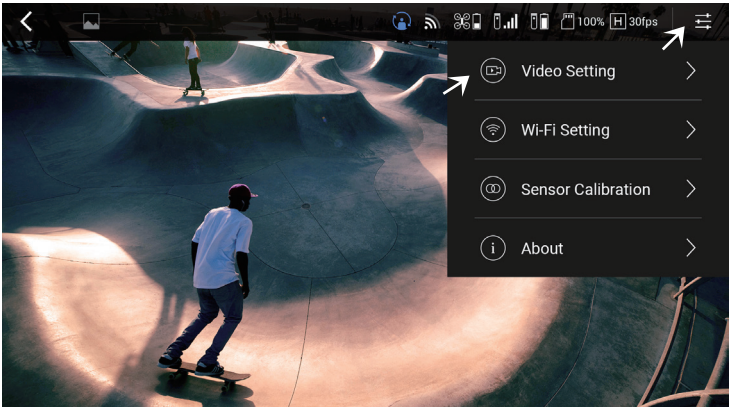 100% H 30fps
Video Setting
Wi-Fi Setting
Sensor Calibration
i About